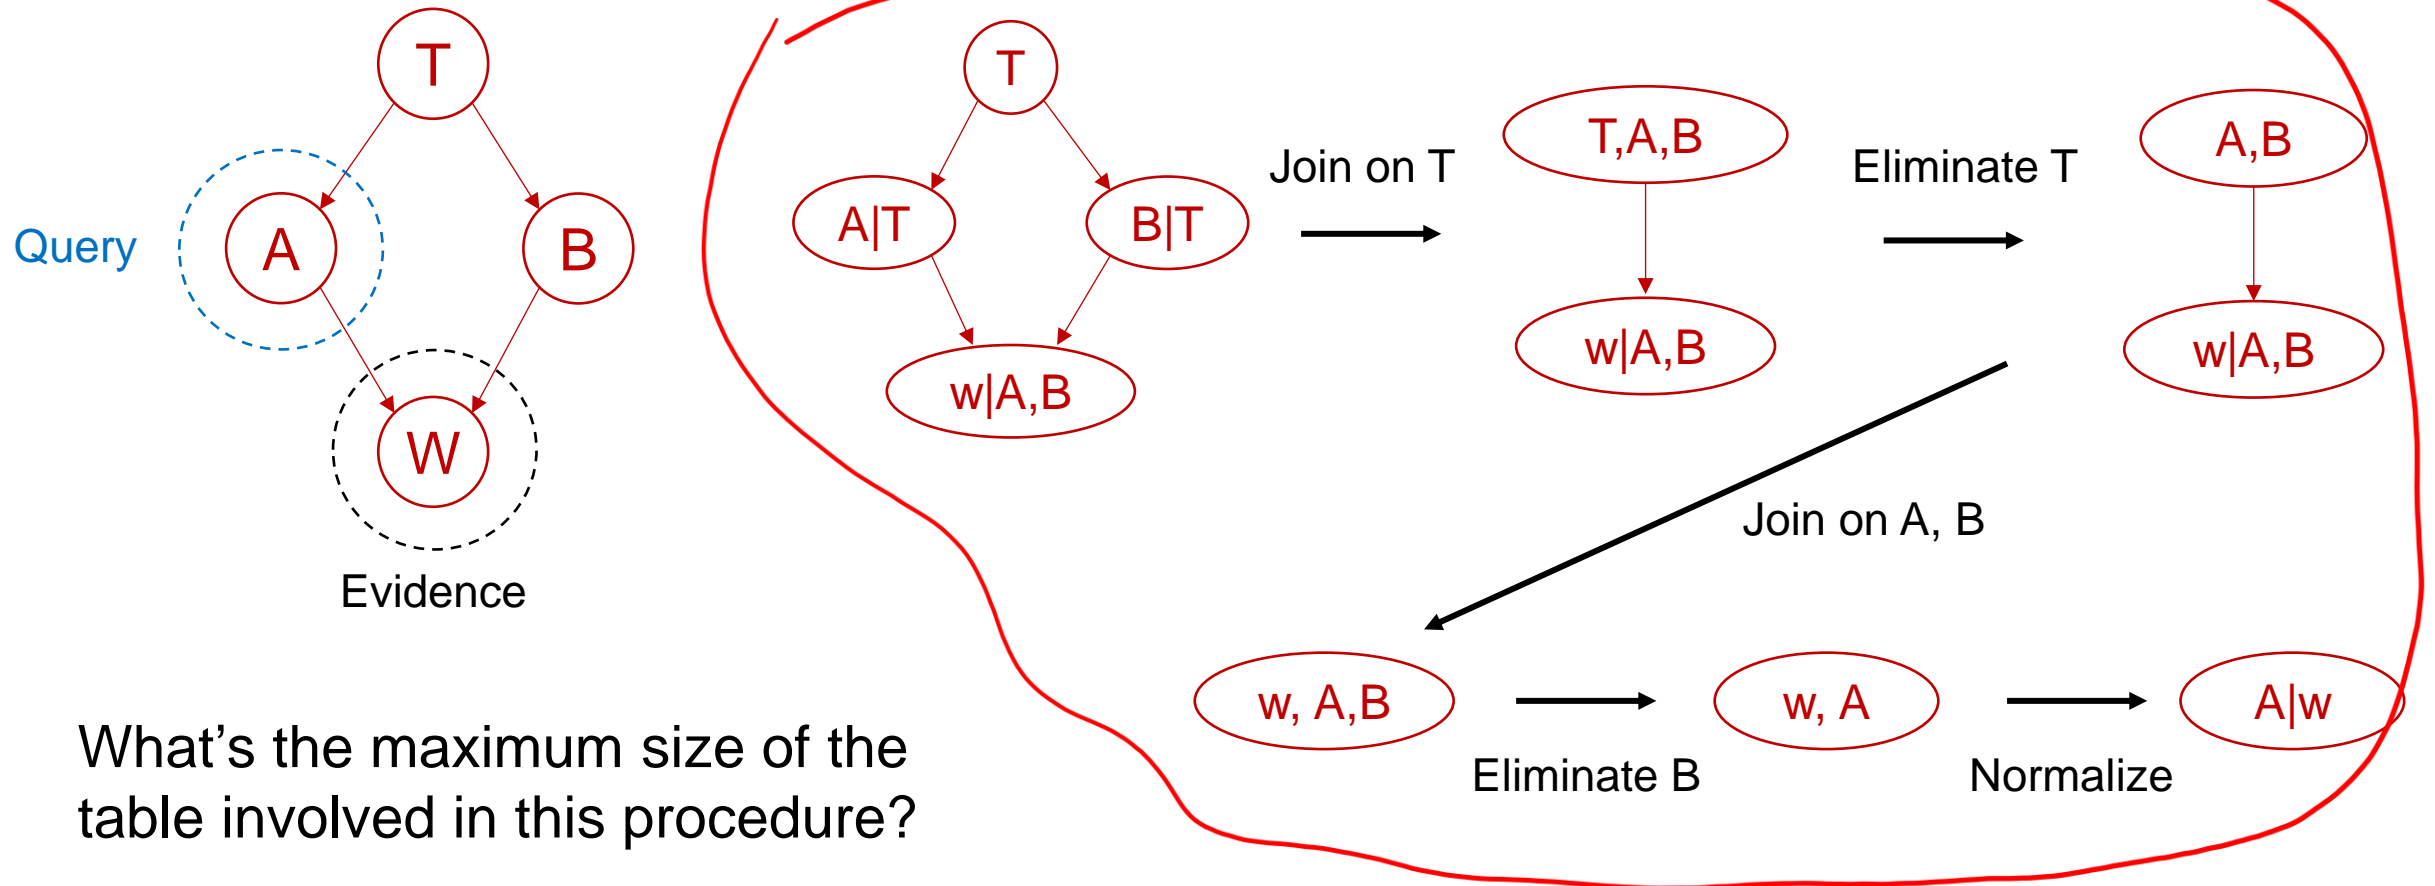 T
Query
A
B
W
Evidence
What's the maximum size of the
table involved in this procedure?
T
A|T
B|T
w|A,B
Join on T
T,A,B
w|A,B
Eliminate T
A,B
w|A,B
Join on A, B
w, A,B
Eliminate B
w, A
Normalize
A|w